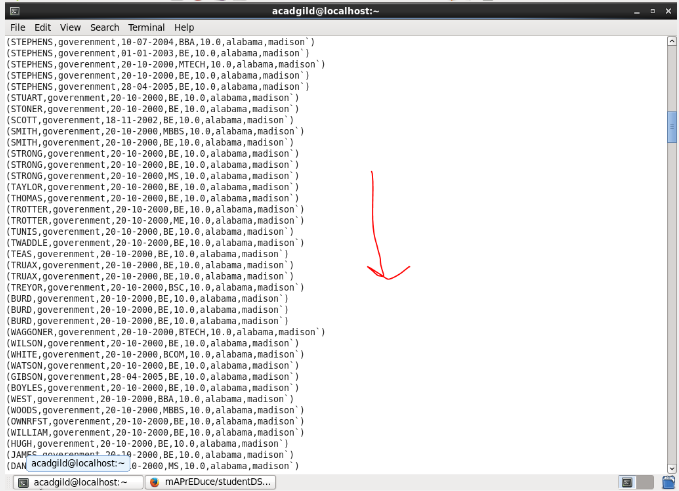 acadgild@localhost:~
File Edit View Search Terminal Help
(STEPHENS,goverenment,10-07-2004,BBA,10.0,alabama,madison`)
(STEPHENS,goverenment,01-01-2003,BE,10.0,alabama,madison`)
(STEPHENS,goverenment,20-10-2000,MTECH,10.0,alabama,madison`)
(STEPHENS,goverenment,20-10-2000,BE,10.0,alabama,madison`)
(STEPHENS,goverenment,28-04-2005,BE,10.0,alabama,madison`)
(STUART,goverenment,20-10-2000,BE,10.0,alabama,madison`)
(STONER,goverenment,20-10-2000,BE,10.0,alabama,madison`)
(SCOTT,goverenment,18-11-2002,BE,10.0,alabama,madison`)
(SMITH,goverenment,20-10-2000,MBBS,10.0,alabama,madison`)
(SMITH,goverenment,20-10-2000,BE,10.0,alabama,madison`)
(STRONG,goverenment,20-10-2000,BE,10.0,alabama,madison`)
(STRONG,goverenment,20-10-2000,BE,10.0,alabama,madison`)
(STRONG,goverenment,20-10-2000,MS,10.0,alabama,madison`)
(TAYLOR,goverenment,20-10-2000,BE,10.0,alabama,madison`)
(THOMAS,goverenment,20-10-2000,BE,10.0,alabama,madison`)
(TROTTER,goverenment,20-10-2000,BE,10.0,alabama,madison`)
(TROTTER,goverenment,20-10-2000,ME,10.0,alabama,madison`)
(TUNIS,goverenment,20-10-2000,BE,10.0,alabama,madison`)
(TWADDLE,goverenment,20-10-2000,BE,10.0,alabama,madison`)
(TEAS,goverenment,20-10-2000,BE,10.0,alabama,madison`)
(TRUAX,goverenment,20-10-2000,BE,10.0,alabama,madison`)
(TRUAX,goverenment,20-10-2000,BE,10.0,alabama,madison`)
(TREYOR,goverenment,20-10-2000,BSC,10.0,alabama,madison`)
(BURD,goverenment,20-10-2000,BE,10.0,alabama,madison`)
(BURD,goverenment,20-10-2000,BE,10.0,alabama,madison`)
(BURD,goverenment,20-10-2000,BE,10.0,alabama,madison`)
(WAGGONER,goverenment,20-10-2000,BTECH,10.0,alabama,madison`)
(WILSON,goverenment,20-10-2000,BE,10.0,alabama,madison`)
(WHITE,goverenment,20-10-2000,BCOM,10.0,alabama,madison`)
(WATSON,goverenment,20-10-2000,BE,10.0,alabama,madison`)
(GIBSON,goverenment,28-04-2005,BE,10.0,alabama,madison`)
(BOYLES,goverenment,20-10-2000,BE,10.0,alabama,madison`)
(WEST,goverenment,20-10-2000,BBA,10.0,alabama,madison`)
(WOODS,goverenment,20-10-2000,MBBS,10.0,alabama,madison`)
(OWNRFST,goverenment,20-10-2000,BE,10.0,alabama,madison`)
(WILLIAM,goverenment,20-10-2000,BE,10.0,alabama,madison`)
(HUGH,goverenment,20-10-2000,BE,10.0,alabama,madison`)
(JAMES,goverenment,20-10-2000,BE,10.0,alabama,madison`)
(DAN 0-2000,MS,10.0,alabama,madison`)
acadgild@localhost:~
acadgild@localhost:~ mAPrEDuce/studentDS...